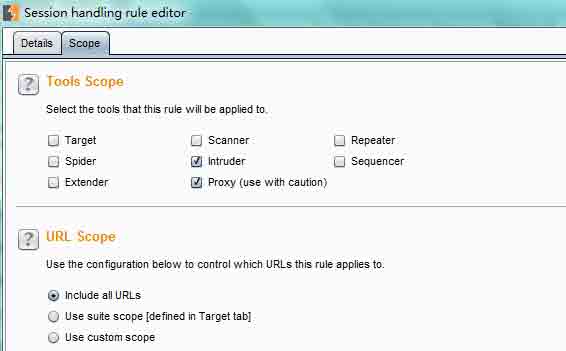 Session handling rule editor
Details Scope
? Tools Scope
Select the tools that this rule will be applied to.
Target Scanner Repeater
Spider Intruder Sequencer
Extender Proxy (use with caution)
? URL Scope
Use the configuration below to control which URLs this rule applies to.
Include all URLs
Use suite scope [defined in Target tab]
Use custom scope